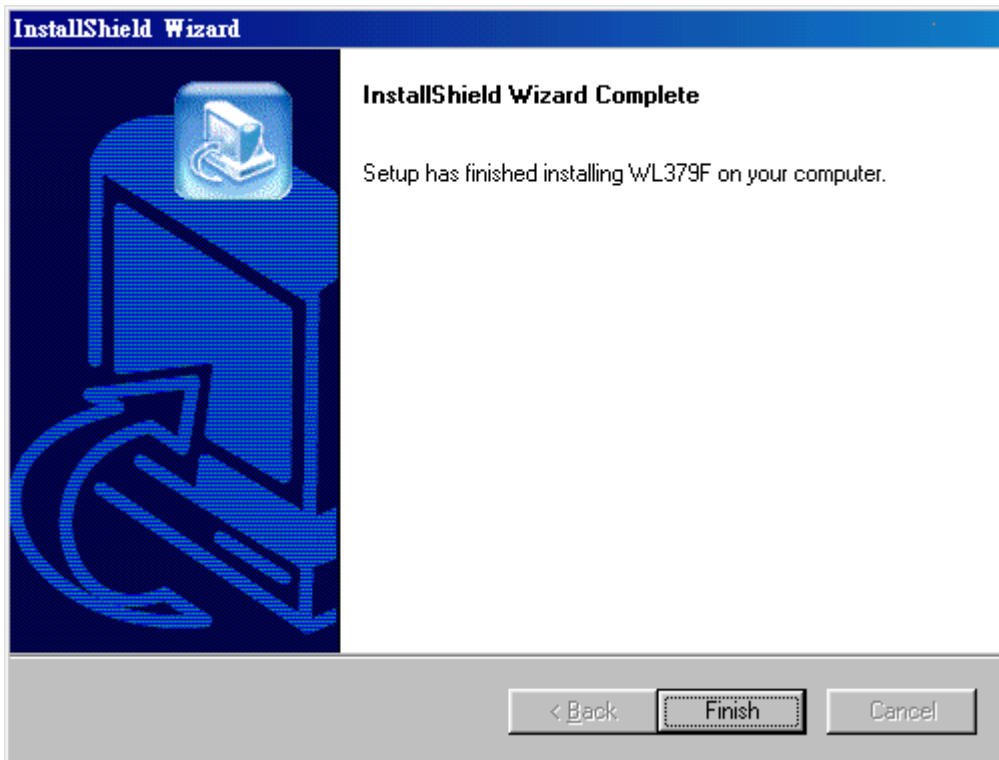 InstallShield Wizard
InstallShield Wizard Complete
Setup has finished installing WL379F on your computer.
< Back Finish Cancel